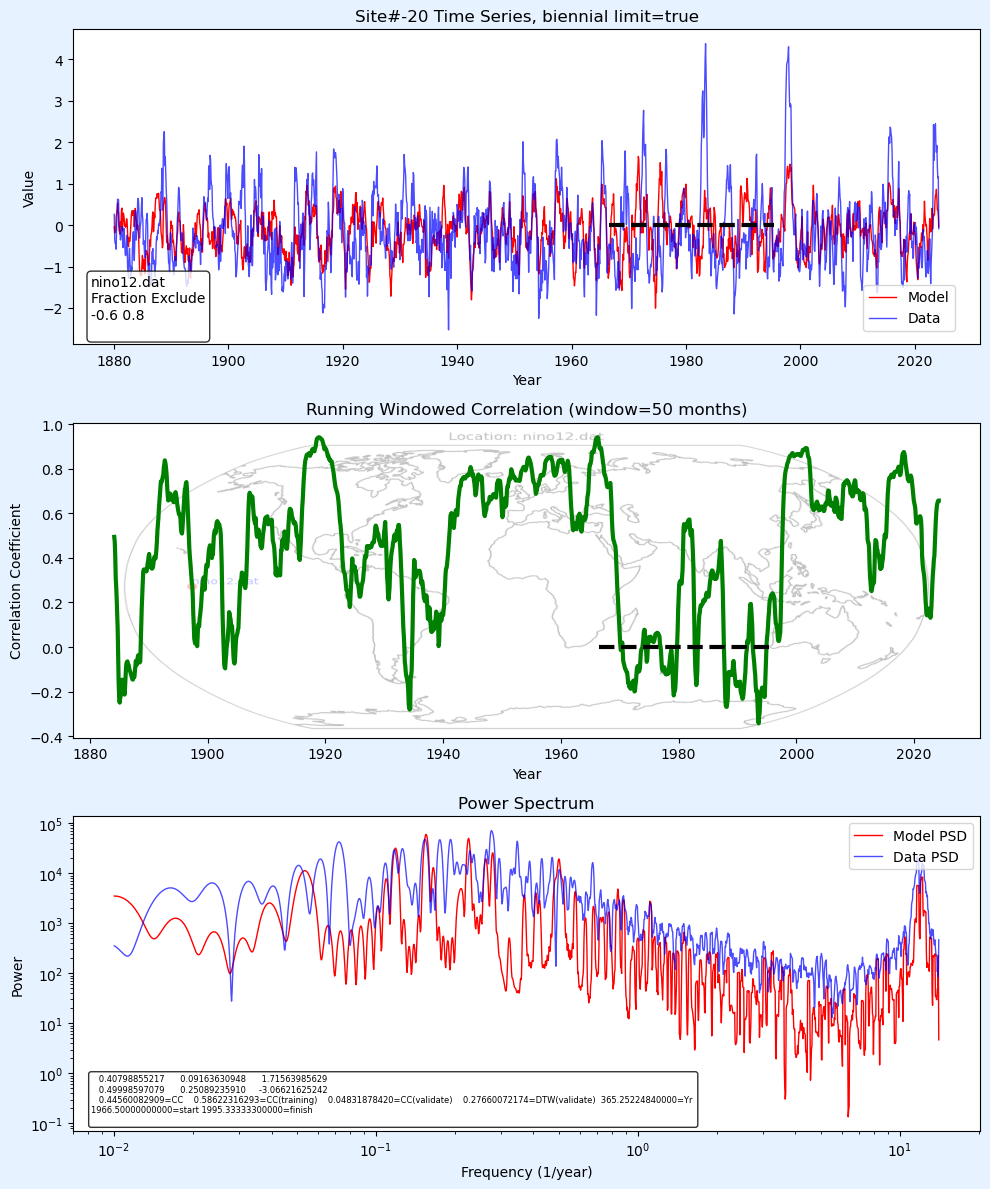 Site#-20 Time Series, biennial limit=true
Value
4
3
2
1
0
−1
−2
nino12.dat
Fraction Exclude
-0.6 0.8
Model
Data
1880 1900 1920 1940 1960 1980 2000 2020
Year
Running Windowed Correlation (window=50 months)
Location: nino12.dat
Correlation Coefficient
1.0
0.8
0.6
0.4
0.2
0.0
−0.2
−0.4
nino12.dat
1880 1900 1920 1940 1960 1980 2000 2020
Year
Power Spectrum
Power
10^5
10^4
10^3
10^2
10^1
10^0
10^−1
Model PSD
Data PSD
0.40798855217 0.09163630948 1.71563985629
0.49998597079 0.25089235910 -3.06621625242
0.44560082909=CC 0.58622316293=CC(training) 0.04831878420=CC(validate) 0.27660072174=DTW(validate) 365.25224840000=Yr
1966.50000000000=start 1995.33333300000=finish
10^−2 10^−1 10^0 10^1
Frequency (1/year)